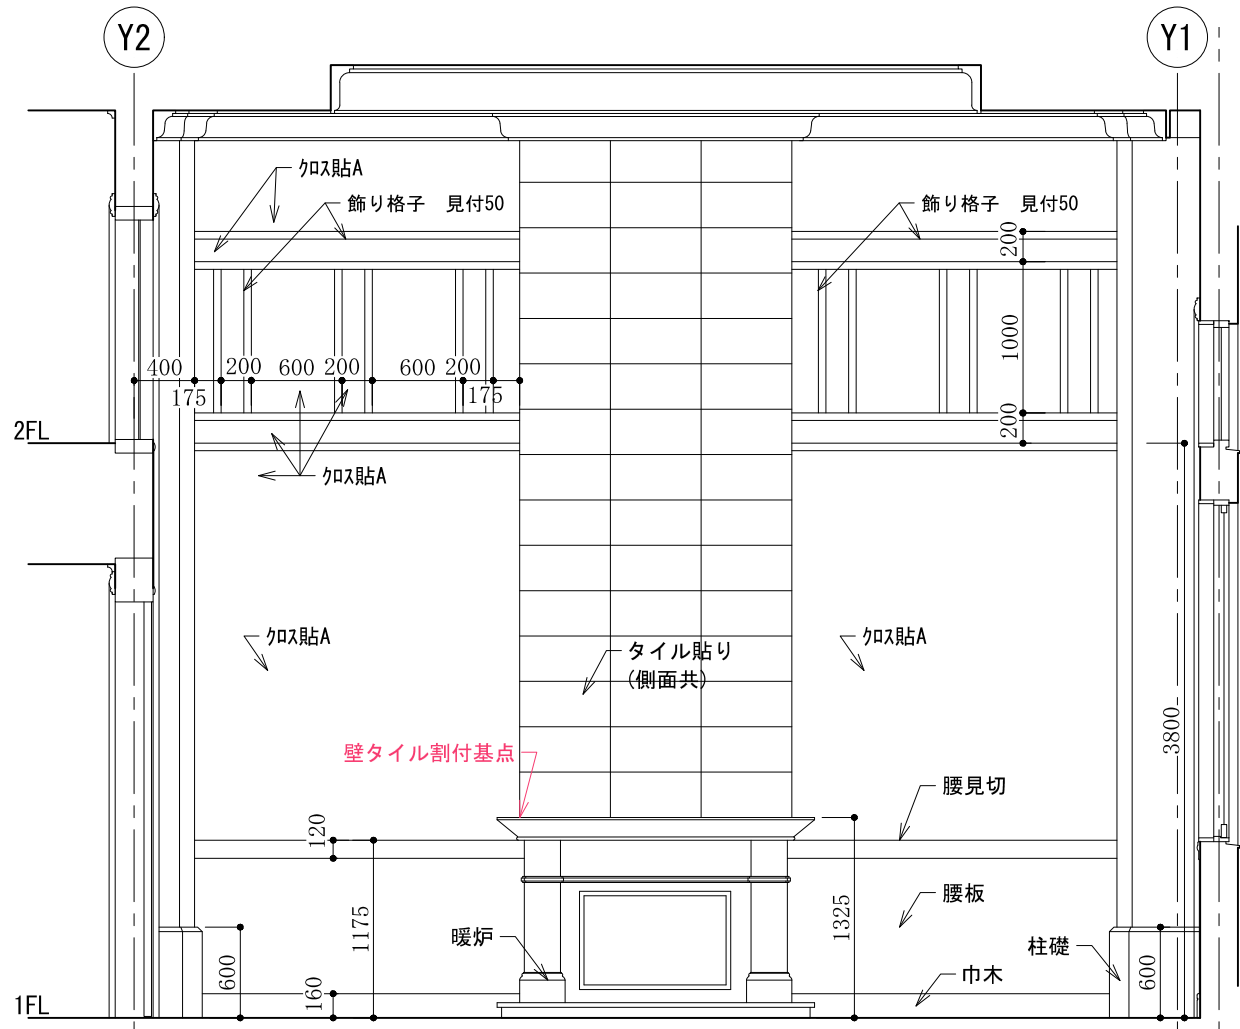 Y2
Y1
ｸﾛｽ貼A
飾り格子　見付50
飾り格子　見付50
200
1000
200
400
175
200
600
200
600
200
175
2FL
ｸﾛｽ貼A
ｸﾛｽ貼A
タイル貼り
(側面共)
ｸﾛｽ貼A
3800
壁タイル割付基点
腰見切
120
1175
1325
腰板
暖炉
柱礎
600
160
巾木
600
1FL